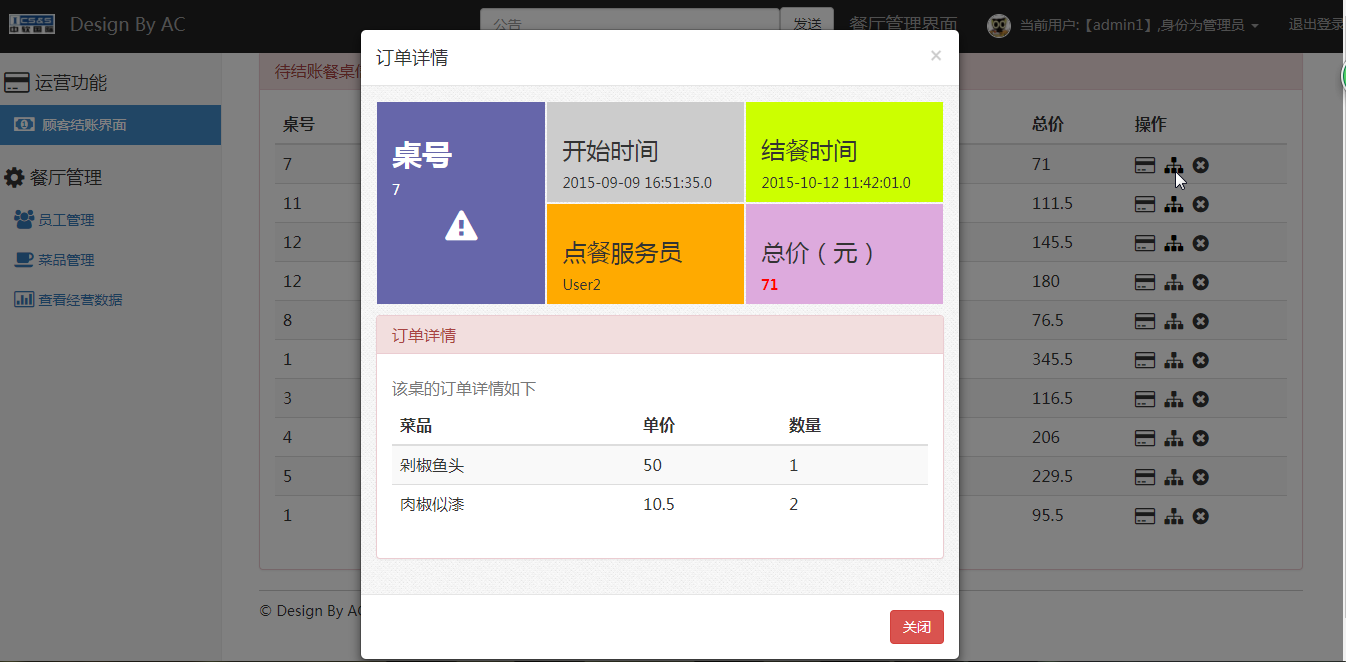 CS&S
中软国际
Design By AC
公告
发送
餐厅管理界面
当前用户:【admin1】,身份为管理员
退出登录
运营功能
顾客结账界面
餐厅管理
员工管理
菜品管理
查看经营数据
待结账餐桌
桌号
总价
操作
7
71
11
111.5
12
145.5
12
180
8
76.5
1
345.5
3
116.5
4
206
5
229.5
1
95.5
© Design By AC
订单详情
×
桌号
7
开始时间
2015-09-09 16:51:35.0
结餐时间
2015-10-12 11:42:01.0
点餐服务员
User2
总价（元）
71
订单详情
该桌的订单详情如下
菜品 单价 数量
剁椒鱼头 50 1
肉椒似漆 10.5 2
关闭